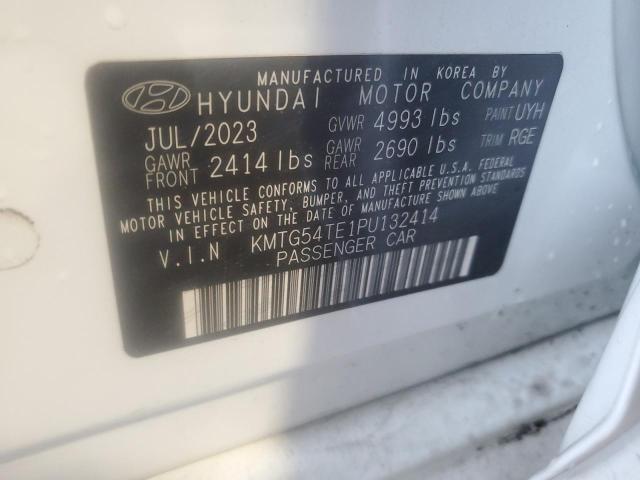 MANUFACTURED IN KOREA BY
HYUNDAI MOTOR COMPANY
JUL/2023 GVWR 4993 lbs PAINT UYH
GAWR FRONT 2414 lbs GAWR REAR 2690 lbs TRIM RGE
THIS VEHICLE CONFORMS TO ALL APPLICABLE U.S.A. FEDERAL
MOTOR VEHICLE SAFETY, BUMPER, AND THEFT PREVENTION STANDARDS
IN EFFECT ON THE DATE OF MANUFACTURE SHOWN ABOVE
V.I.N KMTG54TE1PU132414
PASSENGER CAR